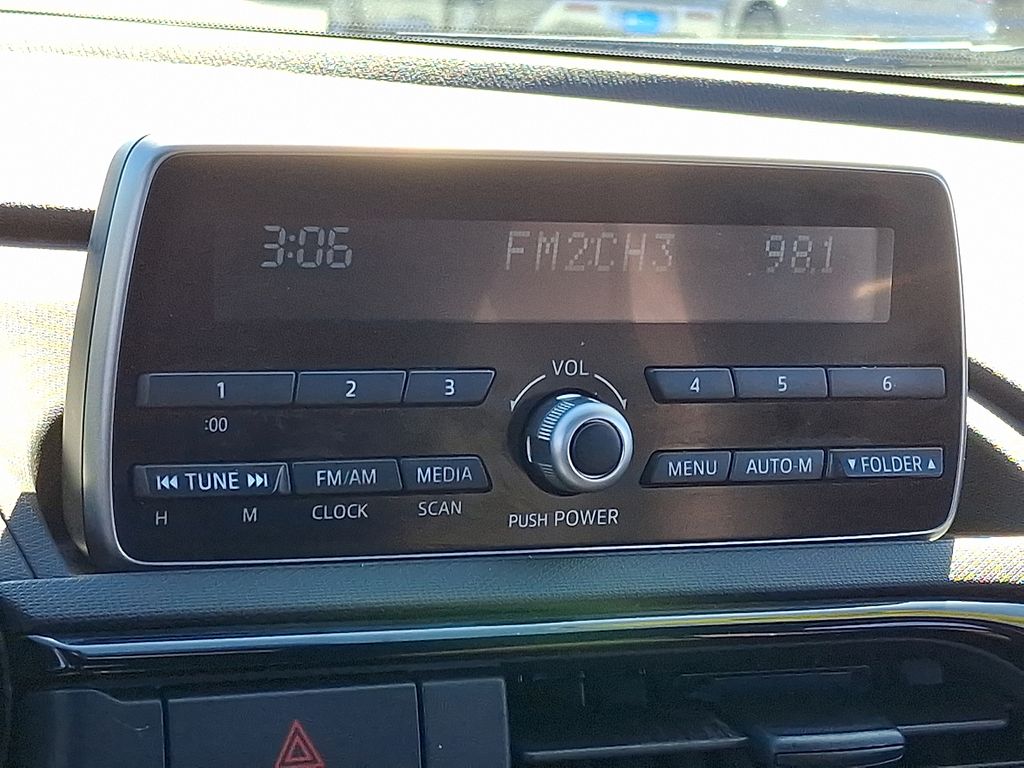 3:06 FM2CH3 98.1
VOL
1 2 3 4 5 6
:00
TUNE FM/AM MEDIA MENU AUTO-M ▼FOLDER▲
H M CLOCK SCAN PUSH POWER